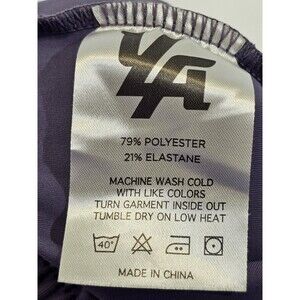 YLA
79% POLYESTER
21% ELASTANE
MACHINE WASH COLD
WITH LIKE COLORS
TURN GARMENT INSIDE OUT
TUMBLE DRY ON LOW HEAT
40°
MADE IN CHINA